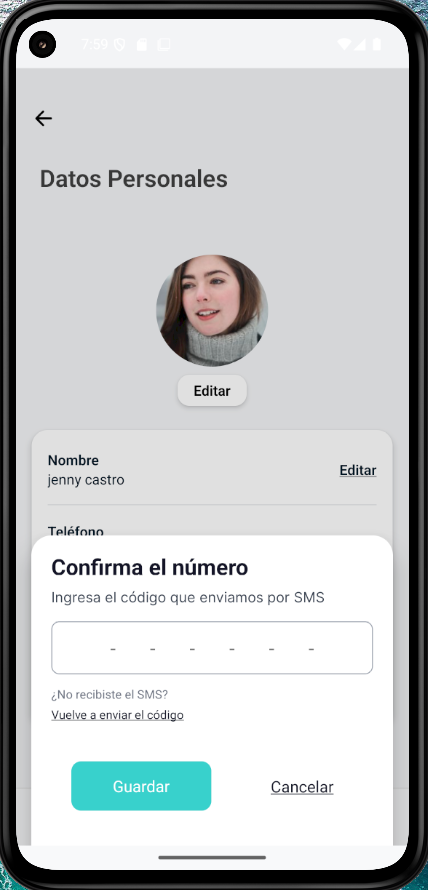 7:59
Datos Personales
Editar
Nombre
jenny castro
Editar
Teléfono
Confirma el número
Ingresa el código que enviamos por SMS
- - - - - -
¿No recibiste el SMS?
Vuelve a enviar el código
Guardar
Cancelar